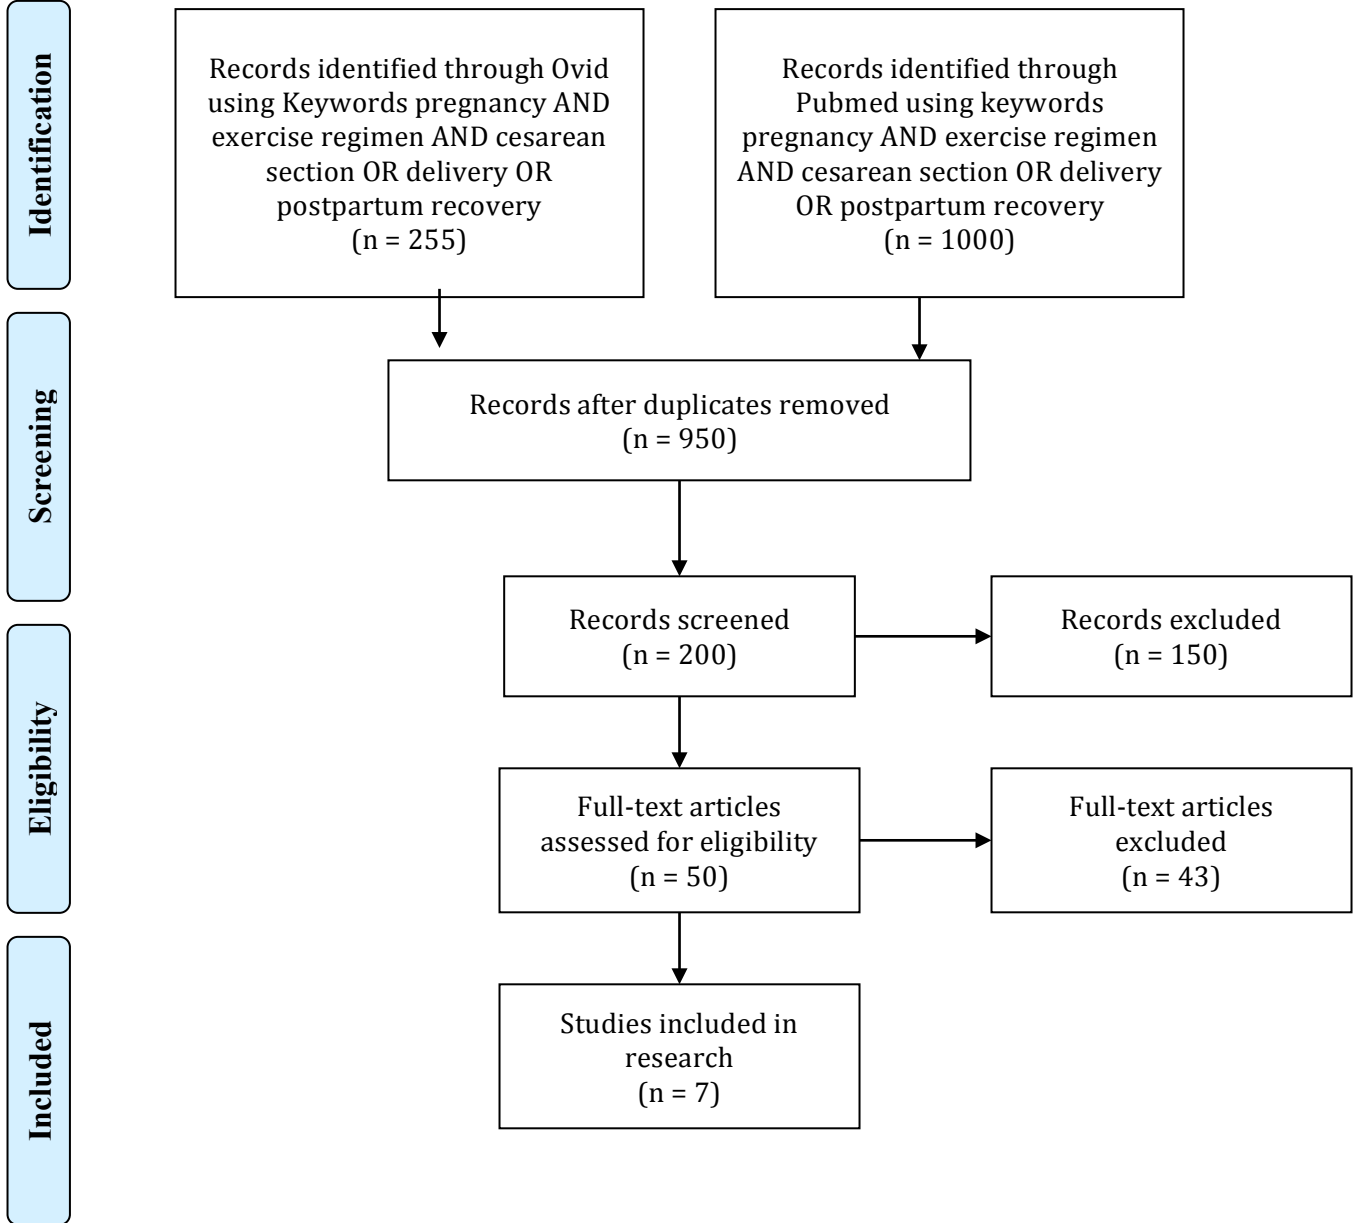 Identification
Records identified through Ovid
using Keywords pregnancy AND
exercise regimen AND cesarean
section OR delivery OR
postpartum recovery
(n = 255)
Records identified through
Pubmed using keywords
pregnancy AND exercise regimen
AND cesarean section OR delivery
OR postpartum recovery
(n = 1000)
Screening
Records after duplicates removed
(n = 950)
Records screened
(n = 200)
Records excluded
(n = 150)
Eligibility
Full-text articles
assessed for eligibility
(n = 50)
Full-text articles
excluded
(n = 43)
Included
Studies included in
research
(n = 7)